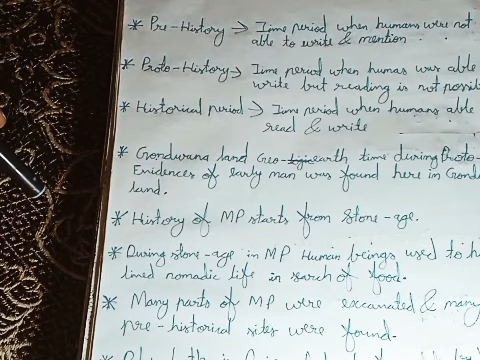 * Pre-History → Time period when humans were not
able to write & mention
* Proto-History → Time period when humas was able
write but reading is not possib
* Historical period → Time period when humans able
read & write
* Gondwana land Geo- earth time during Proto-
Evidences of early man was found here in Gond
land.
* History of MP starts from Stone-age.
* During stone-age in MP Human beings used to h
lined nomadic life in search of food.
* Many parts of MP were excanated & many
pre-historical sites were found.